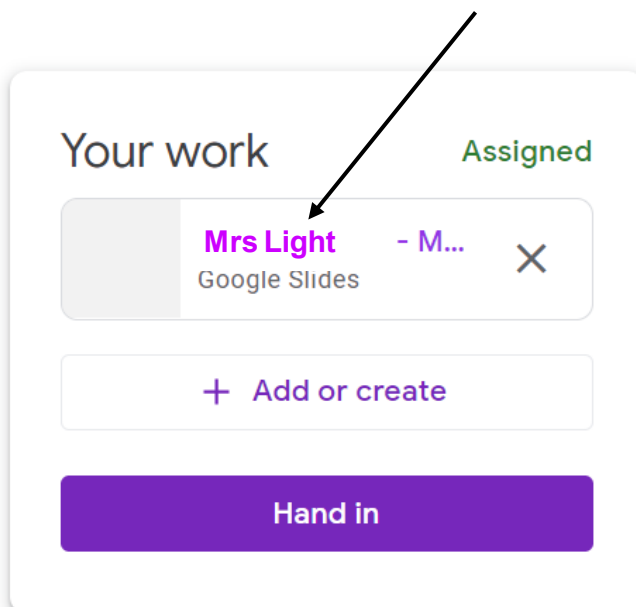 Your work
Assigned
Mrs Light - M...
Google Slides
+ Add or create
Hand in